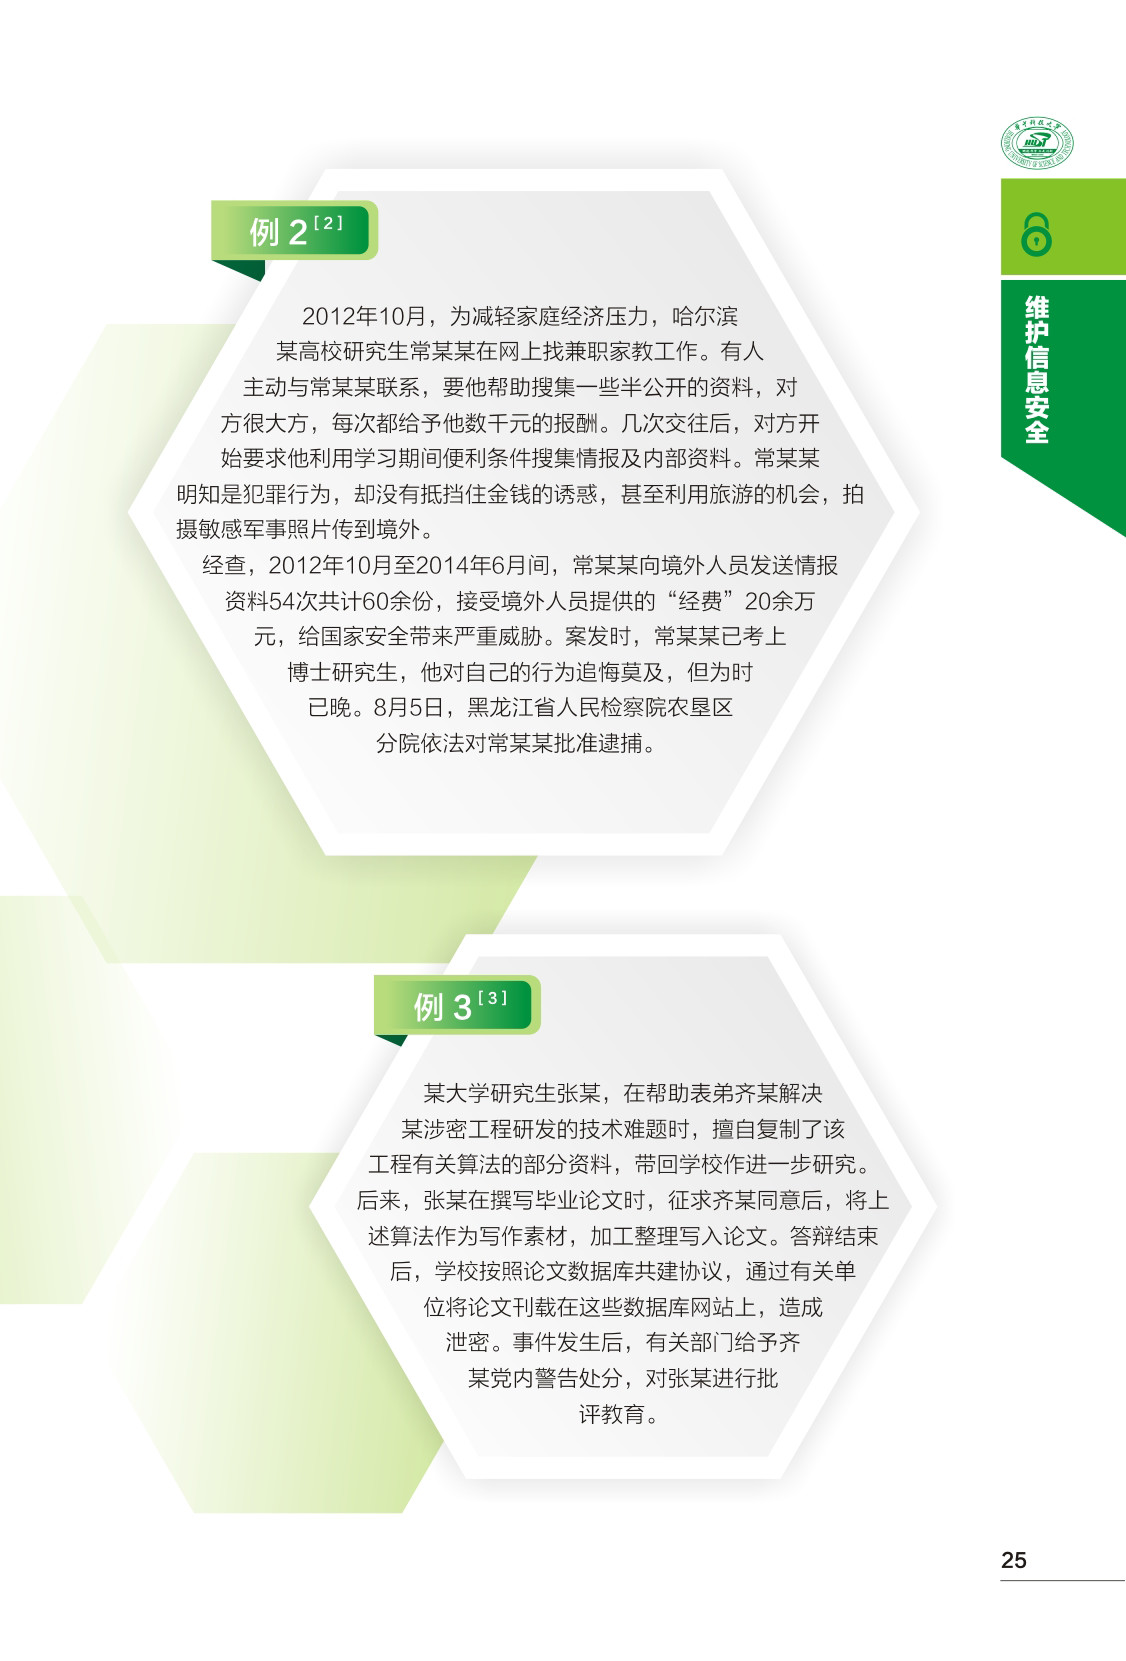 华中科技大学
HUST
维护信息安全
例 2 [2]
2012年10月，为减轻家庭经济压力，哈尔滨
某高校研究生常某某在网上找兼职家教工作。有人
主动与常某某联系，要他帮助搜集一些半公开的资料，对
方很大方，每次都给予他数千元的报酬。几次交往后，对方开
始要求他利用学习期间便利条件搜集情报及内部资料。常某某
明知是犯罪行为，却没有抵挡住金钱的诱惑，甚至利用旅游的机会，拍
摄敏感军事照片传到境外。
经查，2012年10月至2014年6月间，常某某向境外人员发送情报
资料54次共计60余份，接受境外人员提供的“经费”20余万
元，给国家安全带来严重威胁。案发时，常某某已考上
博士研究生，他对自己的行为追悔莫及，但为时
已晚。8月5日，黑龙江省人民检察院农垦区
分院依法对常某某批准逮捕。
例 3 [3]
某大学研究生张某，在帮助表弟齐某解决
某涉密工程研发的技术难题时，擅自复制了该
工程有关算法的部分资料，带回学校作进一步研究。
后来，张某在撰写毕业论文时，征求齐某同意后，将上
述算法作为写作素材，加工整理写入论文。答辩结束
后，学校按照论文数据库共建协议，通过有关单
位将论文刊载在这些数据库网站上，造成
泄密。事件发生后，有关部门给予齐
某党内警告处分，对张某进行批
评教育。
25